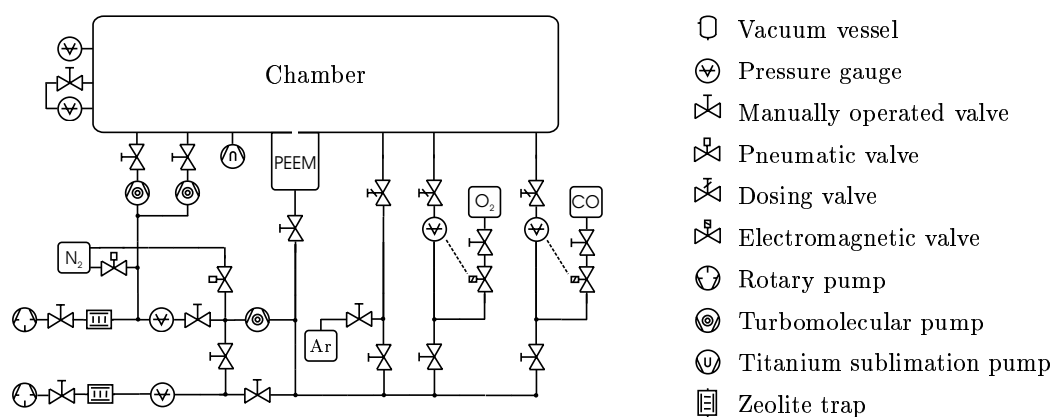 Chamber
PEEM
O2
CO
N2
Ar
Vacuum vessel
Pressure gauge
Manually operated valve
Pneumatic valve
Dosing valve
Electromagnetic valve
Rotary pump
Turbomolecular pump
Titanium sublimation pump
Zeolite trap